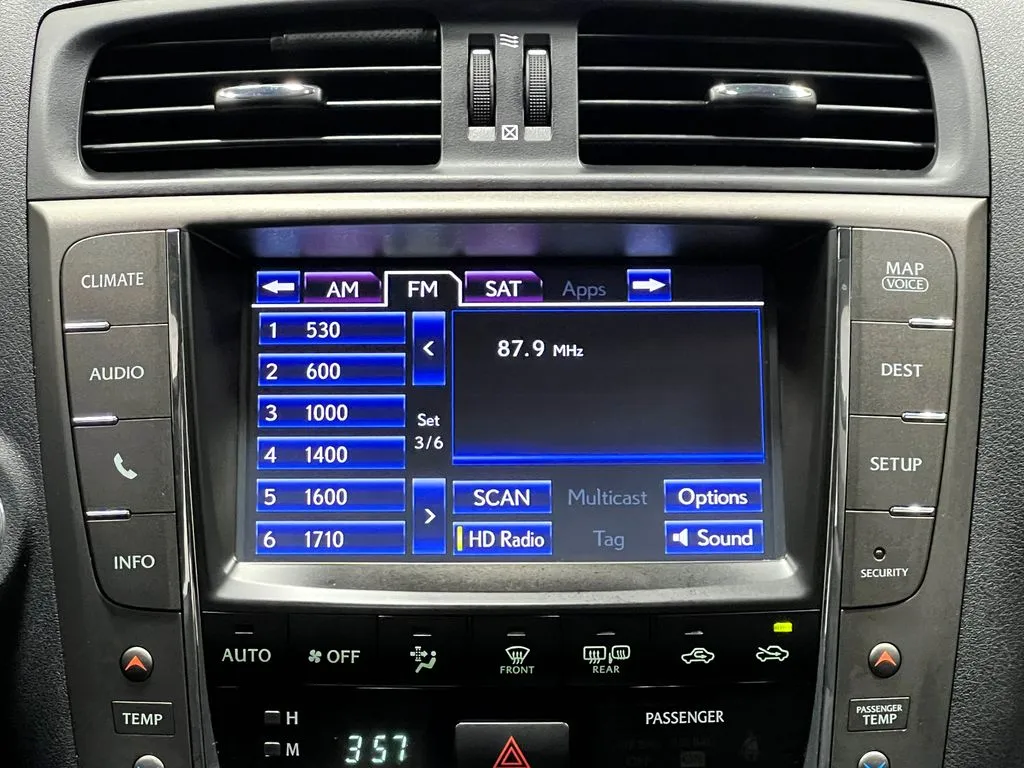 CLIMATE
AUDIO
INFO
AM
FM
SAT
Apps
1 530
2 600
3 1000
4 1400
5 1600
6 1710
<
Set
3/6
>
87.9 MHz
SCAN
Multicast
Options
HD Radio
Tag
Sound
MAP
VOICE
DEST
SETUP
SECURITY
AUTO
OFF
FRONT
REAR
TEMP
H
M
3:57
PASSENGER
PASSENGER
TEMP